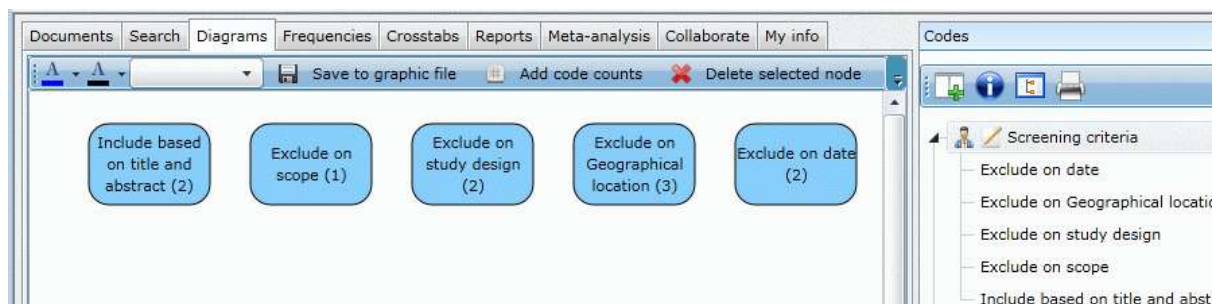 Documents Search Diagrams Frequencies Crosstabs Reports Meta-analysis Collaborate My info
Codes
A A Save to graphic file Add code counts Delete selected node
Include based
on title and
abstract (2)
Exclude on
scope (1)
Exclude on
study design
(2)
Exclude on
Geographical
location (3)
Exclude on date
(2)
Screening criteria
Exclude on date
Exclude on Geographical locatio
Exclude on study design
Exclude on scope
Include based on title and abst